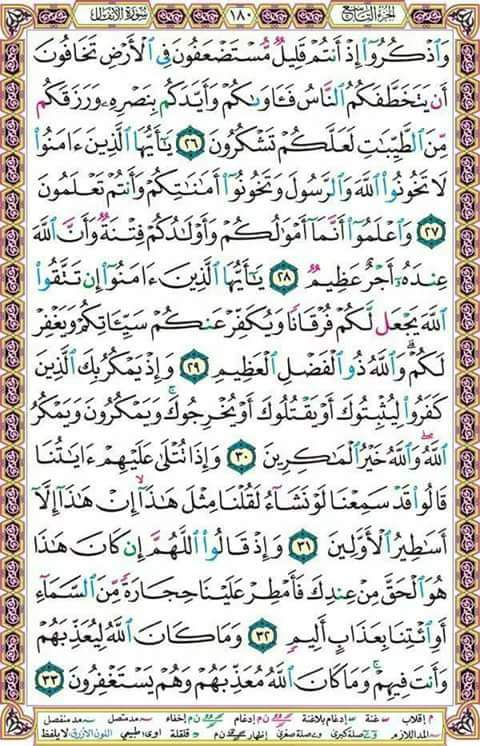 الجزء التاسع ١٨٠ سورة الأنفال
وَاذْكُرُوا إِذْ أَنتُمْ قَلِيلٌ مُّسْتَضْعَفُونَ فِي الْأَرْضِ تَخَافُونَ
أَن يَتَخَطَّفَكُمُ النَّاسُ فَـَٔاوَىٰكُمْ وَأَيَّدَكُم بِنَصْرِهِ وَرَزَقَكُم
مِّنَ الطَّيِّبَٰتِ لَعَلَّكُمْ تَشْكُرُونَ ٢٦ يَٰٓأَيُّهَا الَّذِينَ ءَامَنُوا
لَا تَخُونُوا اللَّهَ وَالرَّسُولَ وَتَخُونُوٓا أَمَٰنَٰتِكُمْ وَأَنتُمْ تَعْلَمُونَ
٢٧ وَاعْلَمُوٓا أَنَّمَآ أَمْوَٰلُكُمْ وَأَوْلَٰدُكُمْ فِتْنَةٌ وَأَنَّ اللَّهَ
عِندَهُۥٓ أَجْرٌ عَظِيمٌ ٢٨ يَٰٓأَيُّهَا الَّذِينَ ءَامَنُوٓا إِن تَتَّقُوا
اللَّهَ يَجْعَل لَّكُمْ فُرْقَانًا وَيُكَفِّرْ عَنكُمْ سَيِّـَٔاتِكُمْ وَيَغْفِرْ
لَكُمْ ۗ وَاللَّهُ ذُو الْفَضْلِ الْعَظِيمِ ٢٩ وَإِذْ يَمْكُرُ بِكَ الَّذِينَ
كَفَرُوا لِيُثْبِتُوكَ أَوْ يَقْتُلُوكَ أَوْ يُخْرِجُوكَ ۚ وَيَمْكُرُونَ وَيَمْكُرُ
اللَّهُ ۖ وَاللَّهُ خَيْرُ الْمَٰكِرِينَ ٣٠ وَإِذَا تُتْلَىٰ عَلَيْهِمْ ءَايَٰتُنَا
قَالُوا قَدْ سَمِعْنَا لَوْ نَشَآءُ لَقُلْنَا مِثْلَ هَٰذَآ ۙ إِنْ هَٰذَآ إِلَّآ
أَسَٰطِيرُ الْأَوَّلِينَ ٣١ وَإِذْ قَالُوا اللَّهُمَّ إِن كَانَ هَٰذَا
هُوَ الْحَقَّ مِنْ عِندِكَ فَأَمْطِرْ عَلَيْنَا حِجَارَةً مِّنَ السَّمَآءِ
أَوِ ائْتِنَا بِعَذَابٍ أَلِيمٍ ٣٢ وَمَا كَانَ اللَّهُ لِيُعَذِّبَهُمْ
وَأَنتَ فِيهِمْ ۚ وَمَا كَانَ اللَّهُ مُعَذِّبَهُمْ وَهُمْ يَسْتَغْفِرُونَ ٣٣
م إقلاب غنة إدغام بلاغنة ن م إدغام ن م إخفاء مد متصل مد منفصل
المد اللازم صلة كبرى و صلة صغرى إظهار ن م قلقلة اوى: طبيعي اللون الأزرق: لا يلفظ